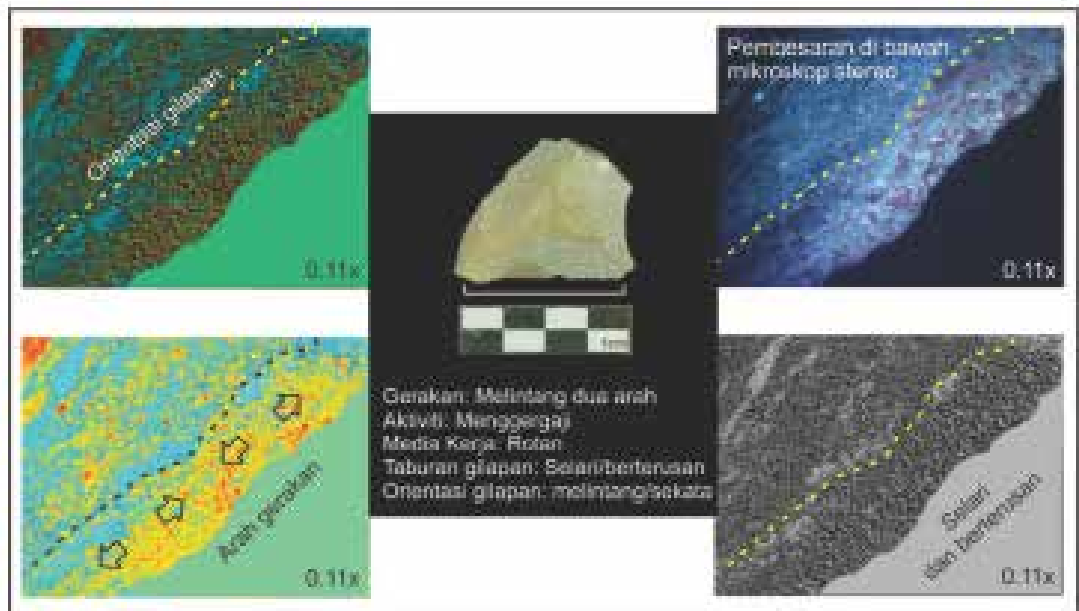 Orientasi gilapan
0.11x
Pembesaran di bawah
mikroskop stereo
0.11x
1cm
Gerakan: Melintang dua arah
Aktiviti: Menggergaji
Media Kerja: Rotan
Taburan gilapan: Selari/berterusan
Orientasi gilapan: melintang/sekata
Arah gerakan
0.11x
Selari
dan berterusan
0.11x